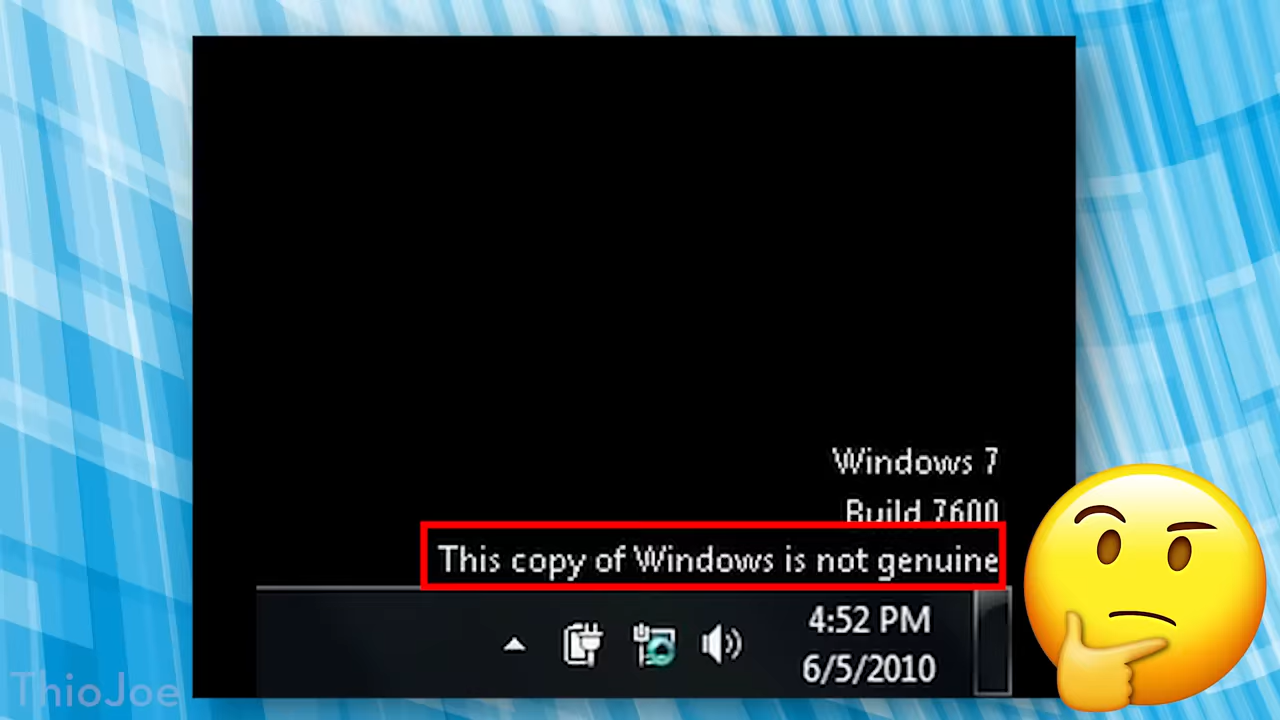 Windows 7
Build 7600
This copy of Windows is not genuine
4:52 PM
6/5/2010
ThioJoe